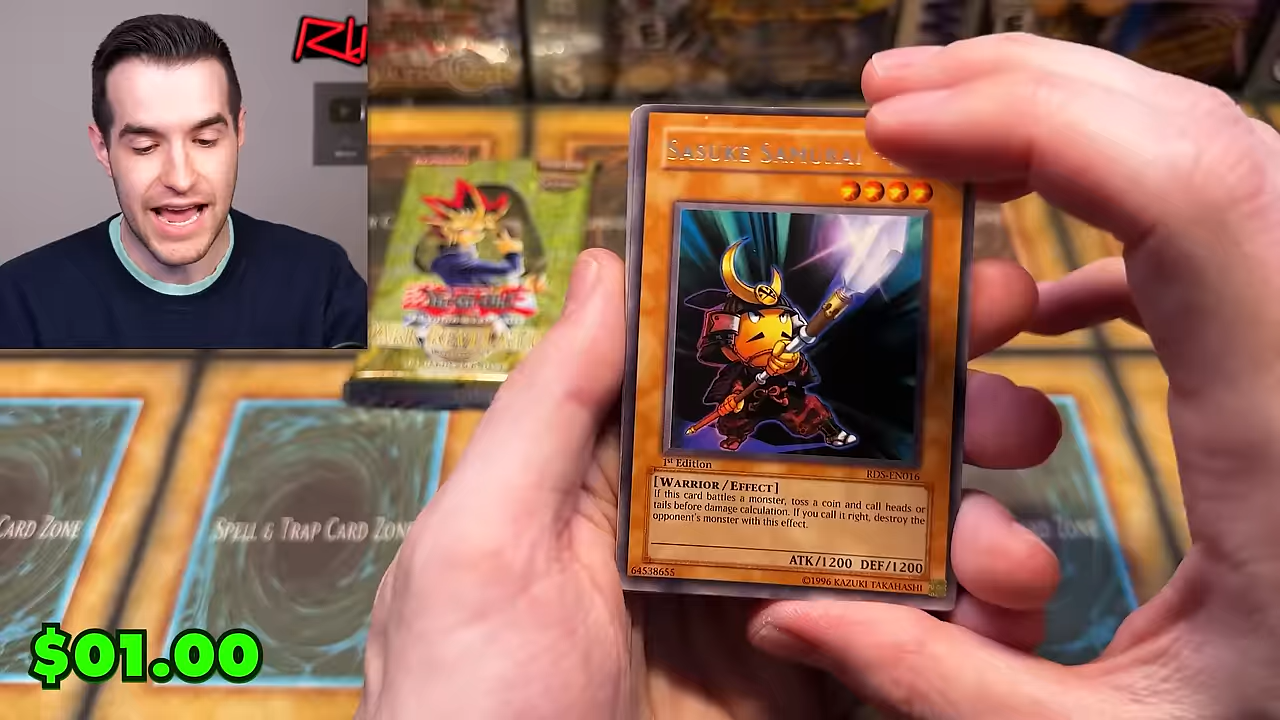 SASUKE SAMURAI
1st Edition
RDS-EN016
[WARRIOR/EFFECT]
If this card battles a monster, toss a coin and call heads or
tails before damage calculation. If you call it right, destroy the
opponent's monster with this effect.
ATK/1200 DEF/1200
64538655
©1996 KAZUKI TAKAHASHI
CARD ZONE
SPELL & TRAP CARD ZON
$01.00